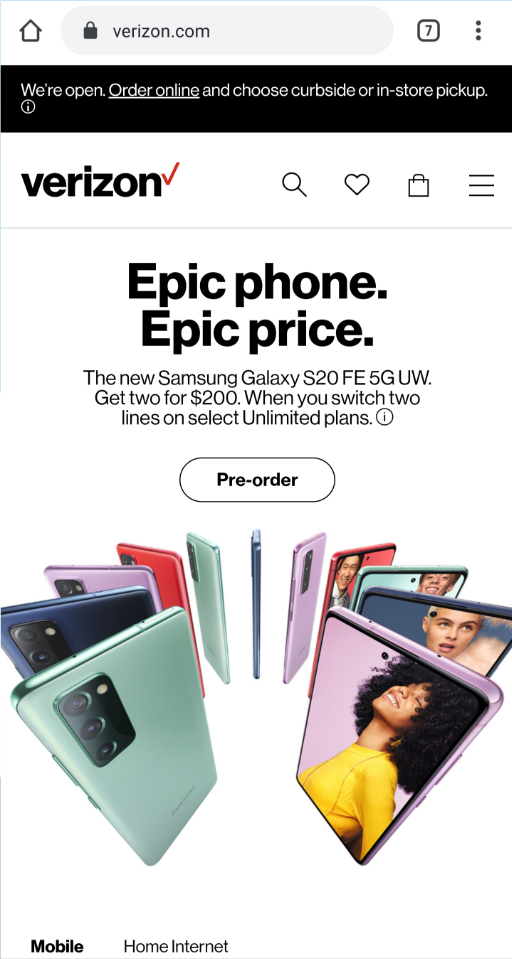 verizon.com
7
We're open. Order online and choose curbside or in-store pickup.
verizon
Epic phone.
Epic price.
The new Samsung Galaxy S20 FE 5G UW.
Get two for $200. When you switch two
lines on select Unlimited plans.
Pre-order
SAMSUNG
Mobile Home Internet